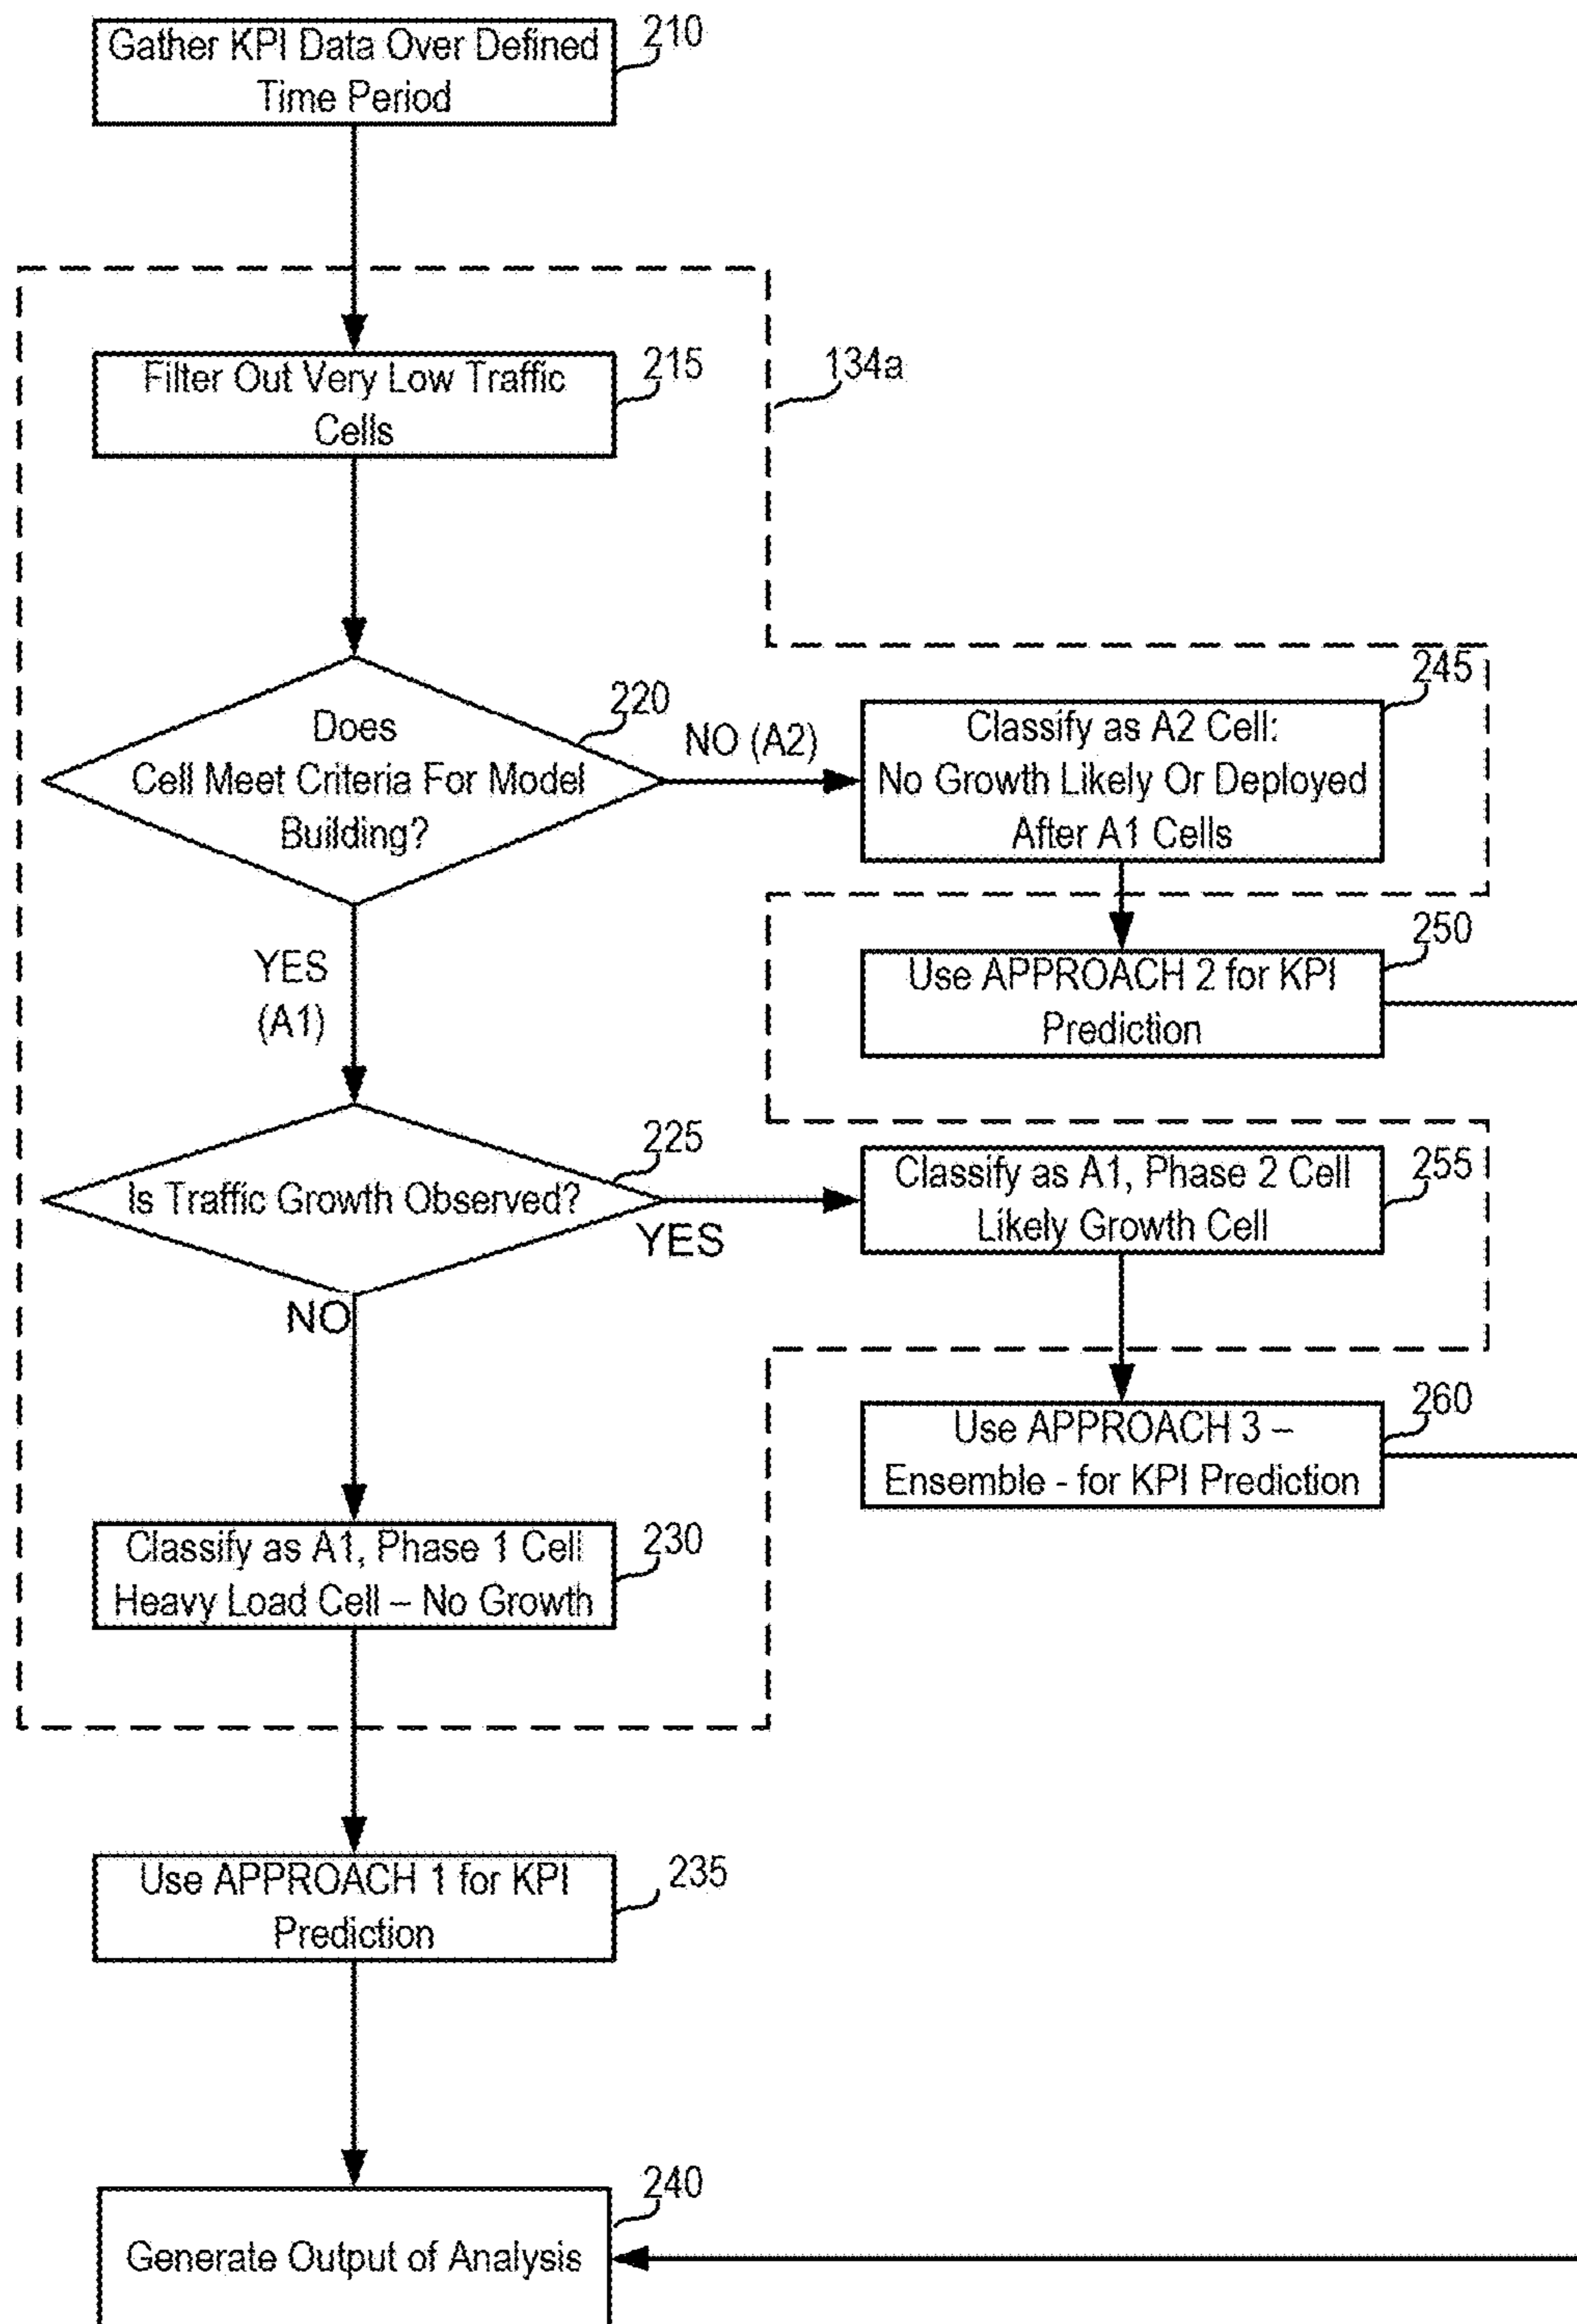 Gather KPI Data Over Defined
Time Period
210
Filter Out Very Low Traffic
Cells
215
134a
Does
Cell Meet Criteria For Model
Building?
220
NO (A2)
Classify as A2 Cell:
No Growth Likely Or Deployed
After A1 Cells
245
YES
(A1)
Use APPROACH 2 for KPI
Prediction
250
Is Traffic Growth Observed?
225
YES
NO
Classify as A1, Phase 2 Cell
Likely Growth Cell
255
Use APPROACH 3 –
Ensemble - for KPI Prediction
260
Classify as A1, Phase 1 Cell
Heavy Load Cell – No Growth
230
Use APPROACH 1 for KPI
Prediction
235
Generate Output of Analysis
240